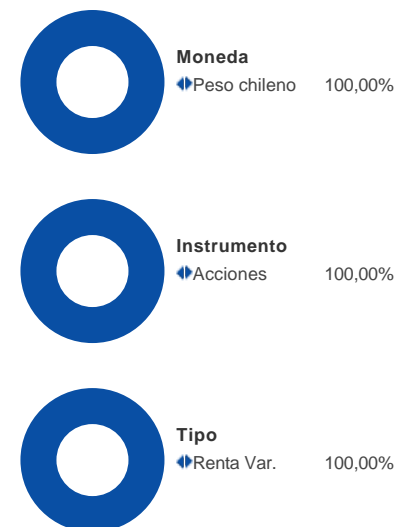 Moneda
Peso chileno 100,00%
Instrumento
Acciones 100,00%
Tipo
Renta Var. 100,00%